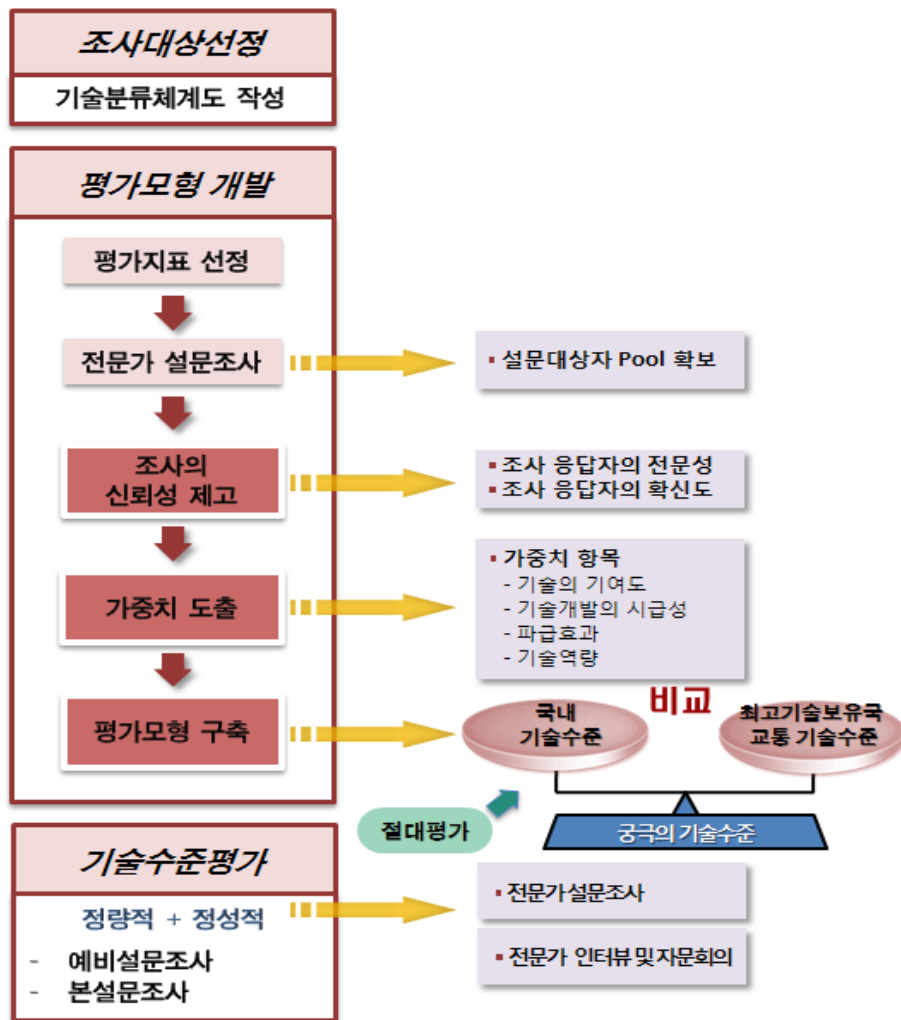 조사대상선정
기술분류체계도 작성
평가모형 개발
평가지표 선정
전문가 설문조사
▪ 설문대상자 Pool 확보
조사의
신뢰성 제고
▪ 조사 응답자의 전문성
▪ 조사 응답자의 확신도
가중치 도출
▪ 가중치 항목
- 기술의 기여도
- 기술개발의 시급성
- 파급효과
- 기술역량
평가모형 구축
비교
국내
기술수준
최고기술보유국
교통 기술수준
절대평가
궁극의 기술수준
기술수준평가
정량적 + 정성적
- 예비설문조사
- 본설문조사
▪ 전문가 설문조사
▪ 전문가 인터뷰 및 자문회의